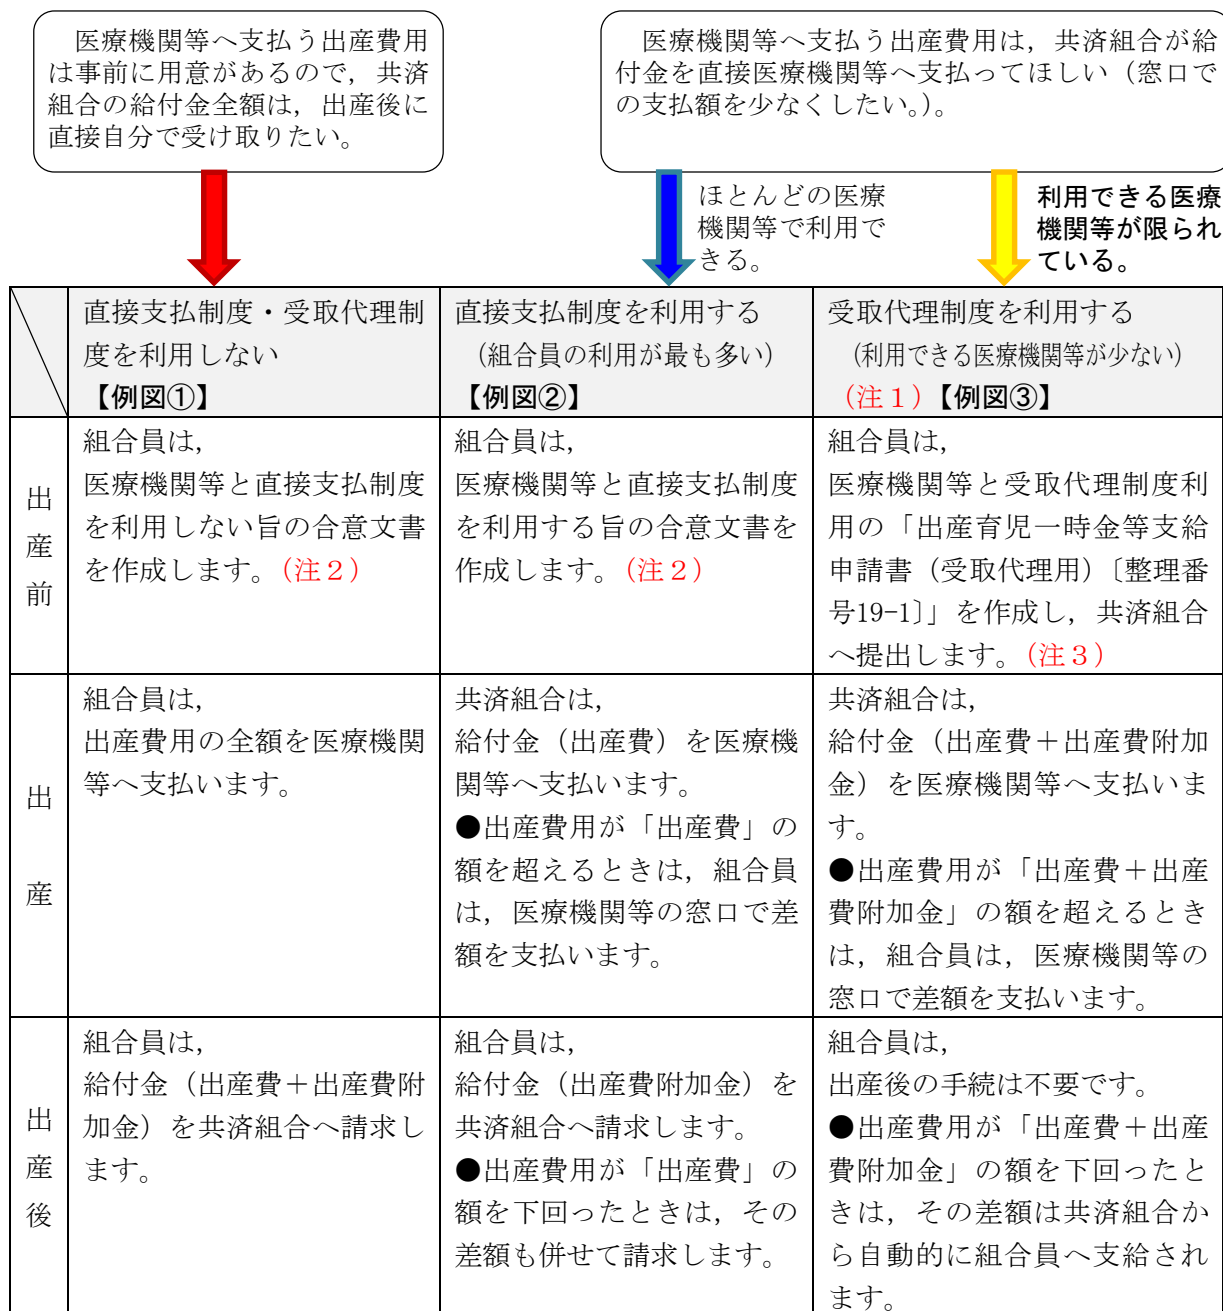 医療機関等へ支払う出産費用
は事前に用意があるので，共済
組合の給付金全額は，出産後に
直接自分で受け取りたい。
医療機関等へ支払う出産費用は，共済組合が給
付金を直接医療機関等へ支払ってほしい（窓口で
の支払額を少なくしたい。）。
ほとんどの医療
機関等で利用で
きる。
利用できる医療
機関等が限られ
ている。
直接支払制度・受取代理制
度を利用しない
【例図①】
直接支払制度を利用する
（組合員の利用が最も多い）
【例図②】
受取代理制度を利用する
（利用できる医療機関等が少ない）
（注１）【例図③】
出産前
組合員は，
医療機関等と直接支払制度
を利用しない旨の合意文書
を作成します。（注２）
組合員は，
医療機関等と直接支払制度
を利用する旨の合意文書を
作成します。（注２）
組合員は，
医療機関等と受取代理制度利
用の「出産育児一時金等支給
申請書（受取代理用）〔整理番
号19-1〕」を作成し，共済組合
へ提出します。（注３）
出産
組合員は，
出産費用の全額を医療機関
等へ支払います。
共済組合は，
給付金（出産費）を医療機
関等へ支払います。
●出産費用が「出産費」の
額を超えるときは，組合員
は，医療機関等の窓口で差
額を支払います。
共済組合は，
給付金（出産費＋出産費附加
金）を医療機関等へ支払いま
す。
●出産費用が「出産費＋出産
費附加金」の額を超えるとき
は，組合員は，医療機関等の
窓口で差額を支払います。
出産後
組合員は，
給付金（出産費＋出産費附
加金）を共済組合へ請求し
ます。
組合員は，
給付金（出産費附加金）を
共済組合へ請求します。
●出産費用が「出産費」の
額を下回ったときは，その
差額も併せて請求します。
組合員は，
出産後の手続は不要です。
●出産費用が「出産費＋出産
費附加金」の額を下回ったと
きは，その差額は共済組合か
ら自動的に組合員へ支給され
ます。